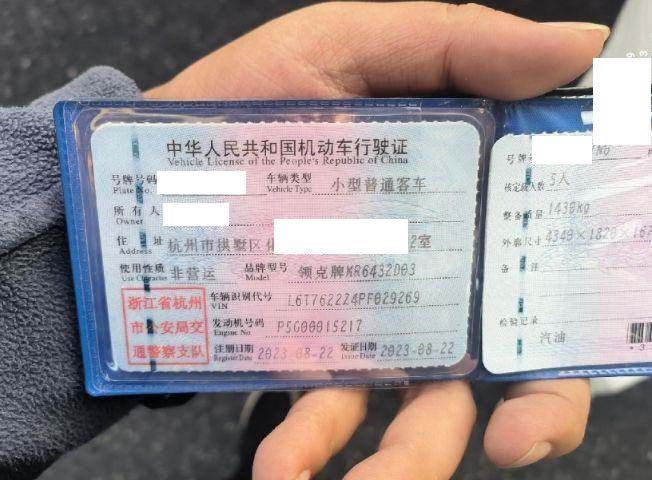 中华人民共和国机动车行驶证
Vehicle License of the People's Republic of China
号牌号码
Plate No.
车辆类型 小型普通客车
Vehicle Type
所有人
Owner
住址 杭州市拱墅区 2室
Address
使用性质 非营运 品牌型号 领克牌MR6432D03
Use Character Model
浙江省杭州
市公安局交
通警察支队
车辆识别代号 L6T762224PF029269
VIN
发动机号码 P5G00015217
Engine No.
注册日期 2023-08-22 发证日期 2023-08-22
Register Date Issue Date
号牌
核定载人数 5人
整备质量 1430kg
外廓尺寸 4349×1820×16
备注
检验记录
汽油